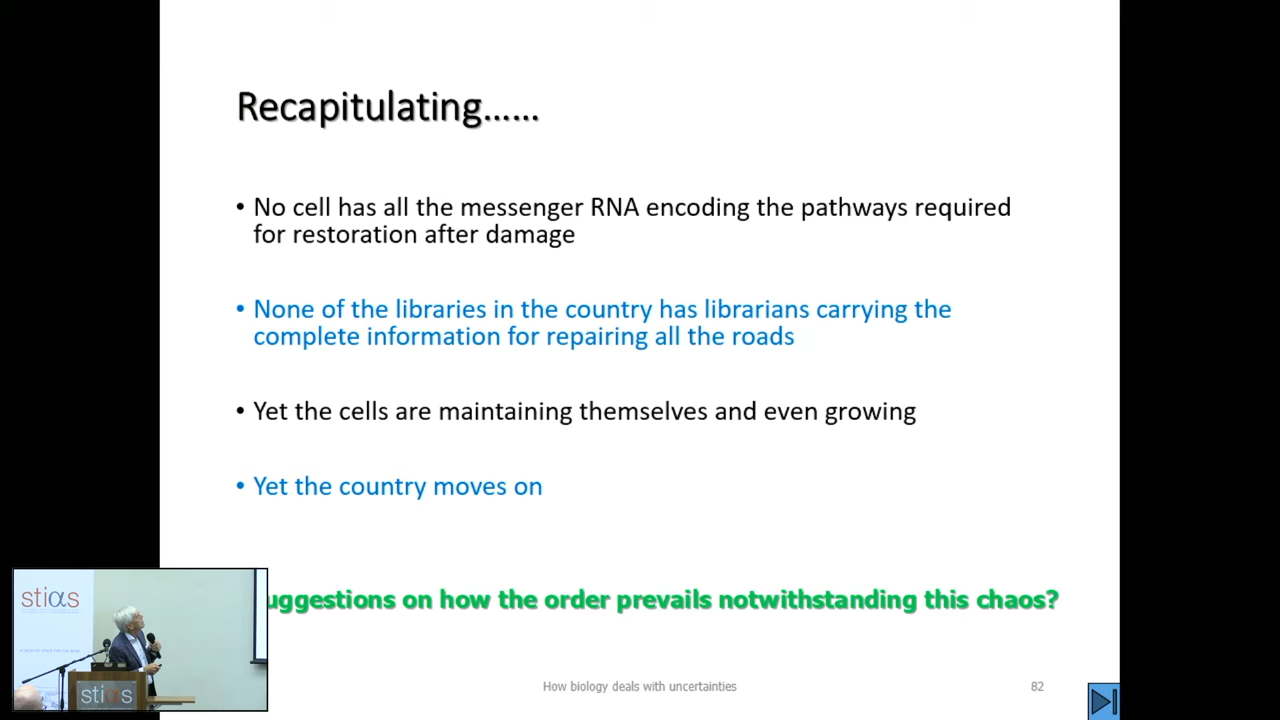 Recapitulating......
• No cell has all the messenger RNA encoding the pathways required
for restoration after damage
• None of the libraries in the country has librarians carrying the
complete information for repairing all the roads
• Yet the cells are maintaining themselves and even growing
• Yet the country moves on
uggestions on how the order prevails notwithstanding this chaos?
stiαs
stiαs
How biology deals with uncertainties
82